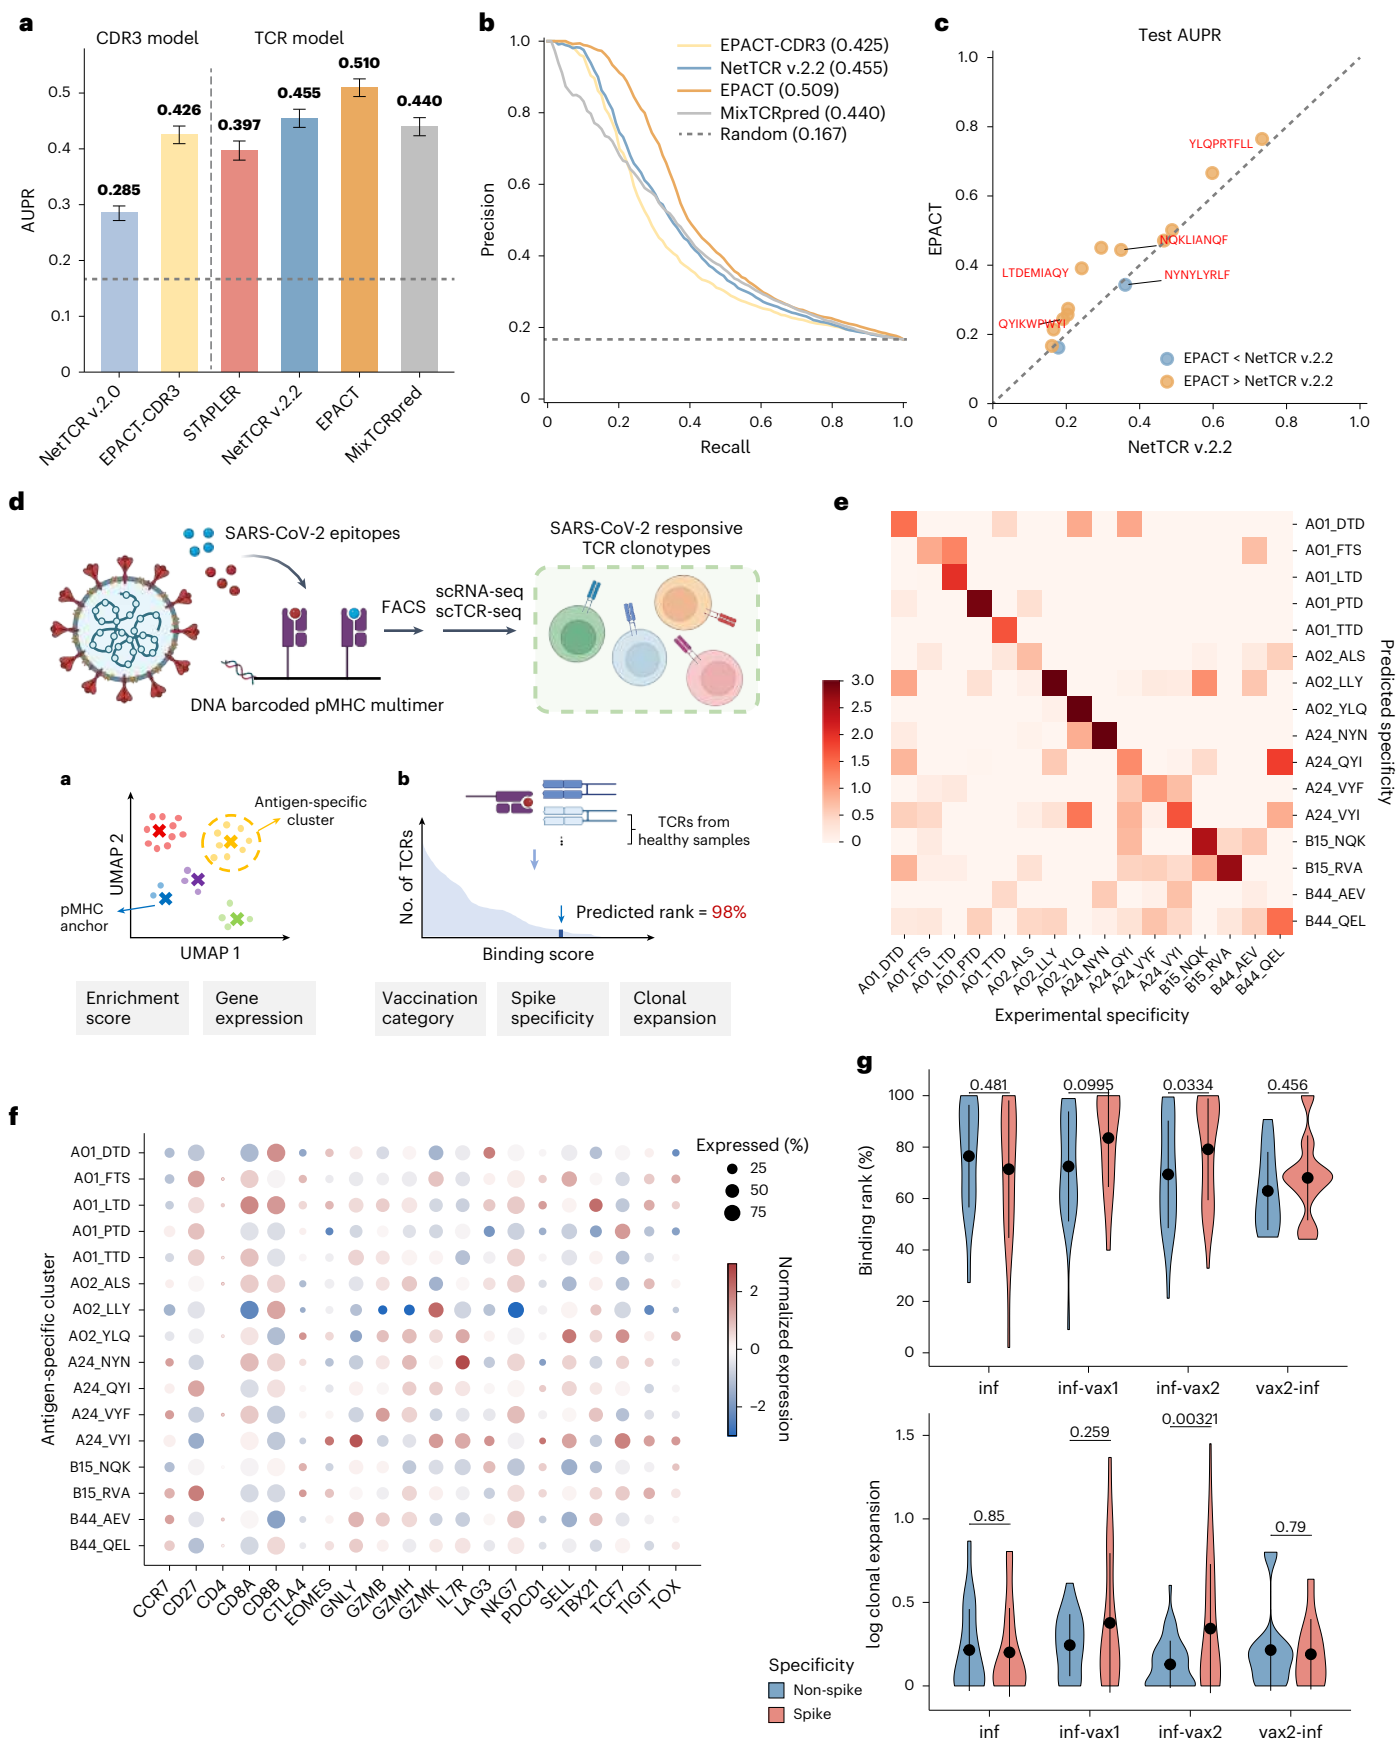 a
CDR3 model
TCR model
0.510
0.455
0.440
0.426
0.397
0.285
AUPR
0.5
0.4
0.3
0.2
0.1
0
NetTCR v.2.0
EPACT-CDR3
STAPLER
NetTCR v.2.2
EPACT
MixTCRpred
b
EPACT-CDR3 (0.425)
NetTCR v.2.2 (0.455)
EPACT (0.509)
MixTCRpred (0.440)
Random (0.167)
Precision
1.0
0.8
0.6
0.4
0.2
0
0
0.2
0.4
0.6
0.8
1.0
Recall
c
Test AUPR
EPACT
1.0
0.8
0.6
0.4
0.2
0
YLQPRTFLL
NQKLIANQF
LTDEMIAQY
NYNYLYRLF
QYIKWPWYI
EPACT < NetTCR v.2.2
EPACT > NetTCR v.2.2
0
0.2
0.4
0.6
0.8
1.0
NetTCR v.2.2
d
SARS-CoV-2 epitopes
FACS
scRNA-seq
scTCR-seq
SARS-CoV-2 responsive
TCR clonotypes
DNA barcoded pMHC multimer
a
Antigen-specific
cluster
UMAP 2
pMHC
anchor
UMAP 1
b
TCRs from
healthy samples
No. of TCRs
Predicted rank = 98%
Binding score
Enrichment
score
Gene
expression
Vaccination
category
Spike
specificity
Clonal
expansion
e
3.0
2.5
2.0
1.5
1.0
0.5
0
A01_DTD
A01_FTS
A01_LTD
A01_PTD
A01_TTD
A02_ALS
A02_LLY
A02_YLQ
A24_NYN
A24_QYI
A24_VYF
A24_VYI
B15_NQK
B15_RVA
B44_AEV
B44_QEL
Predicted specificity
A01_DTD
A01_FTS
A01_LTD
A01_PTD
A01_TTD
A02_ALS
A02_LLY
A02_YLQ
A24_NYN
A24_QYI
A24_VYF
A24_VYI
B15_NQK
B15_RVA
B44_AEV
B44_QEL
Experimental specificity
f
Antigen-specific cluster
A01_DTD
A01_FTS
A01_LTD
A01_PTD
A01_TTD
A02_ALS
A02_LLY
A02_YLQ
A24_NYN
A24_QYI
A24_VYF
A24_VYI
B15_NQK
B15_RVA
B44_AEV
B44_QEL
CCR7
CD27
CD4
CD8A
CD8B
CTLA4
EOMES
GNLY
GZMB
GZMH
GZMK
IL7R
LAG3
NKG7
PDCD1
SELL
TBX21
TCF7
TIGIT
TOX
Expressed (%)
25
50
75
2
0
−2
Normalized expression
g
Binding rank (%)
100
80
60
40
20
0
0.481
0.0995
0.0334
0.456
inf
inf-vax1
inf-vax2
vax2-inf
log clonal expansion
1.5
1.0
0.5
0
0.85
0.259
0.00321
0.79
inf
inf-vax1
inf-vax2
vax2-inf
Specificity
Non-spike
Spike